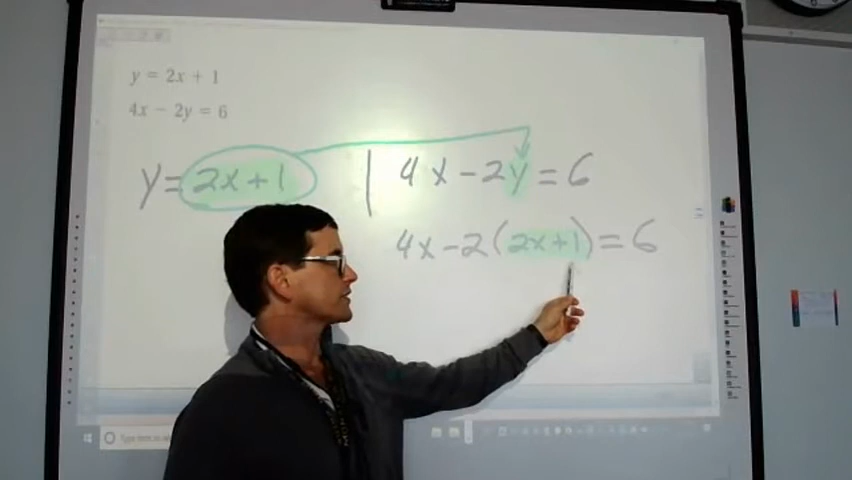 y = 2x + 1
4x − 2y = 6
y = 2x + 1 | 4x − 2y = 6
4x − 2(2x + 1) = 6